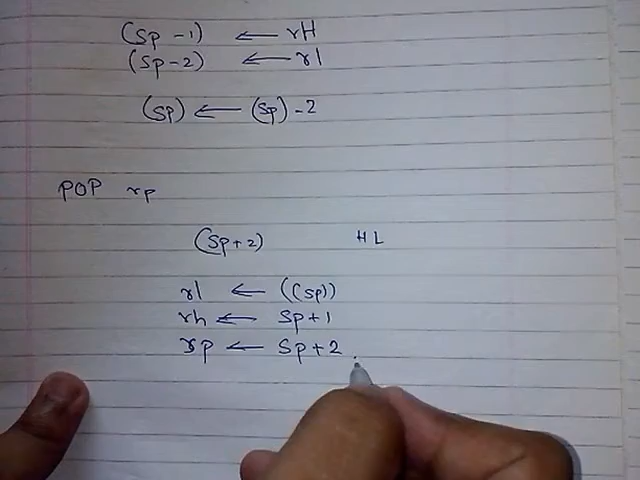 (SP - 1) ← rH
(SP - 2) ← rl
(SP) ← (SP) - 2
POP rp
(SP + 2) HL
rl ← ((SP))
rh ← SP + 1
rp ← SP + 2